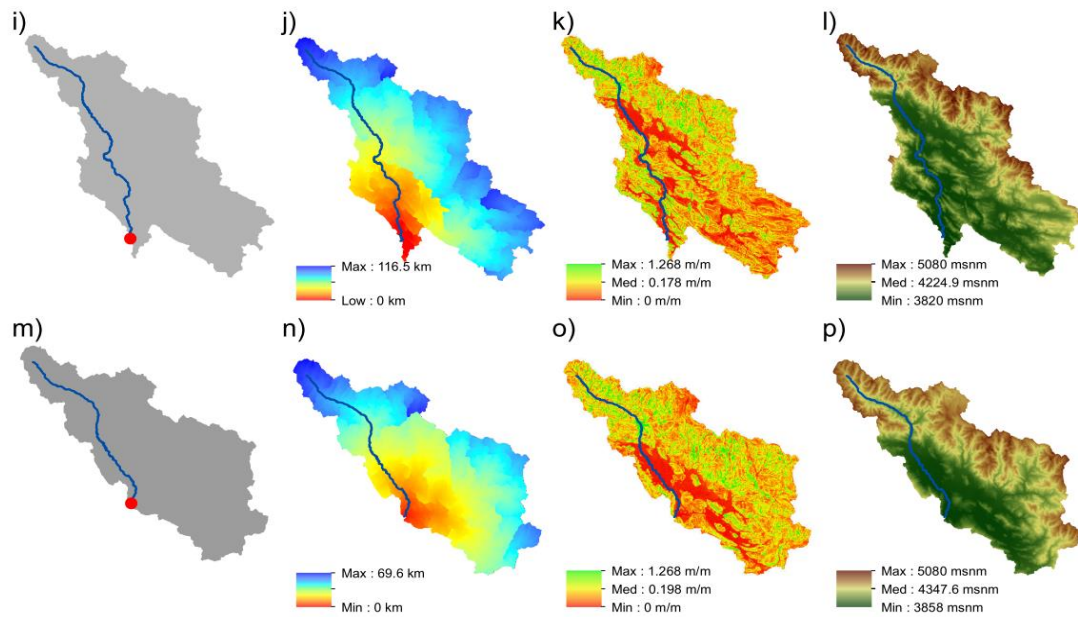 i)
j)
k)
l)
Max : 116.5 km
Low : 0 km
Max : 1.268 m/m
Med : 0.178 m/m
Min : 0 m/m
Max : 5080 msnm
Med : 4224.9 msnm
Min : 3820 msnm
m)
n)
o)
p)
Max : 69.6 km
Min : 0 km
Max : 1.268 m/m
Med : 0.198 m/m
Min : 0 m/m
Max : 5080 msnm
Med : 4347.6 msnm
Min : 3858 msnm